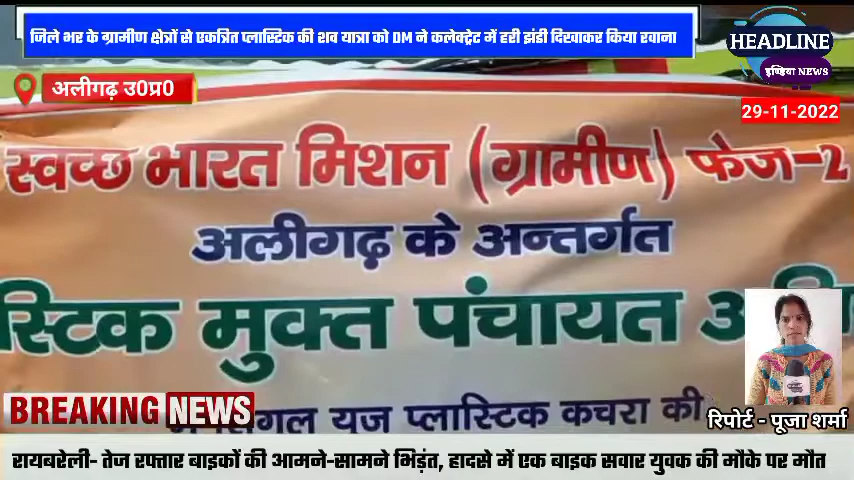 जिले भर के ग्रामीण क्षेत्रों से एकत्रित प्लास्टिक की शव यात्रा को DM ने कलेक्ट्रेट में हरी झंडी दिखाकर किया रवाना
HEADLINE
इण्डिया NEWS
अलीगढ़ उ0प्र0
29-11-2022
स्वच्छ भारत मिशन (ग्रामीण) फेज-2
अलीगढ़ के अन्तर्गत
स्टिक मुक्त पंचायत
यूज प्लास्टिक कचरा की
BREAKING NEWS
रिपोर्ट - पूजा शर्मा
रायबरेली- तेज रफ्तार बाइकों की आमने-सामने भिड़ंत, हादसे में एक बाइक सवार युवक की मौके पर मौत